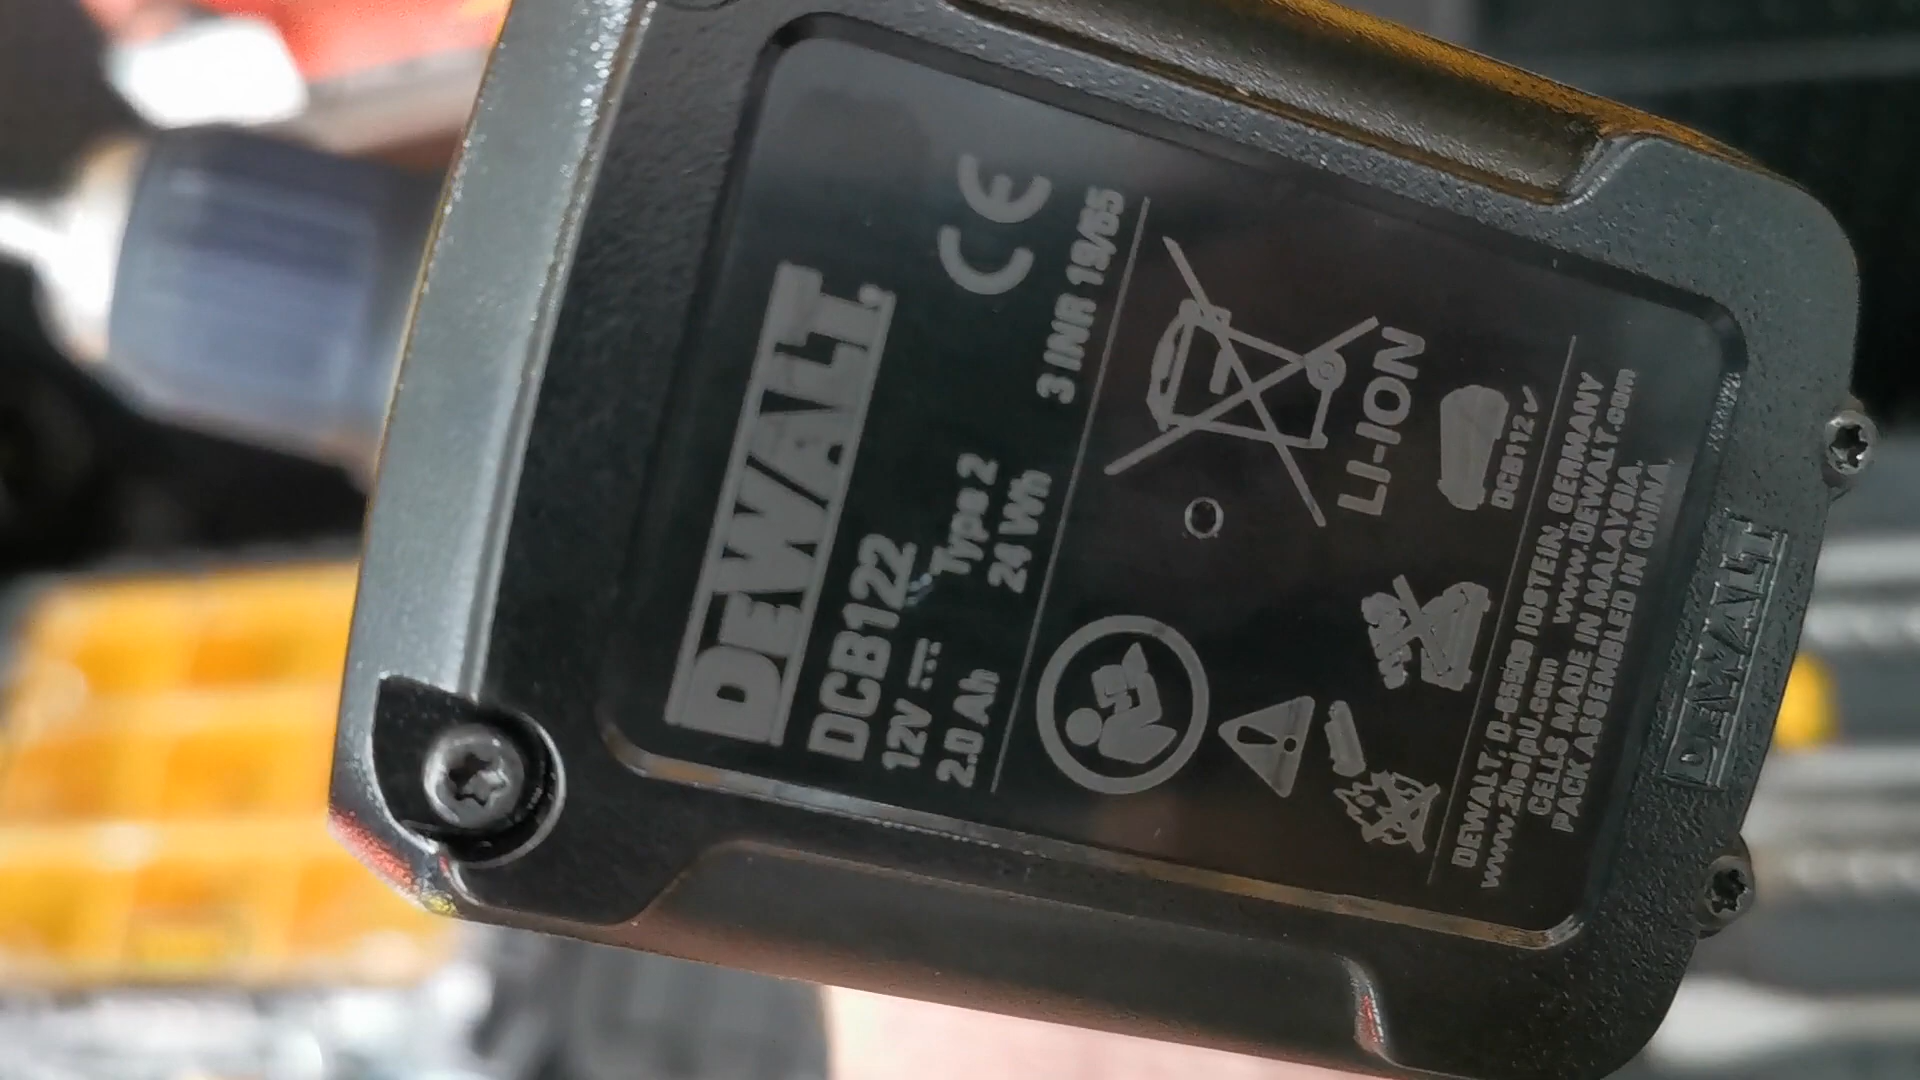 DEWALT
DCB122
12V Type 2
2.0 Ah 24 Wh 3 INR 19/65
CE
LI-ION
DCB112
DEWALT, D-65510 IDSTEIN, GERMANY
www.2helpU.com www.DEWALT.com
CELLS MADE IN MALAYSIA.
PACK ASSEMBLED IN CHINA.
DEWALT